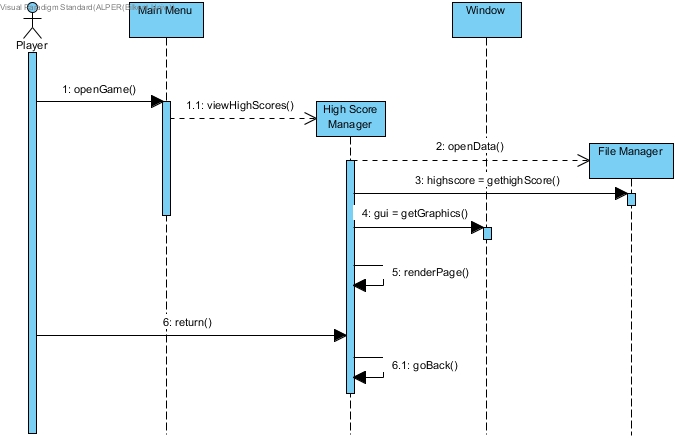 Visual Paradigm Standard(ALPER(Bilkent
Main Menu
Window
Player
1: openGame()
1.1: viewHighScores()
High Score
Manager
2: openData()
File Manager
3: highscore = gethighScore()
4: gui = getGraphics()
5: renderPage()
6: return()
6.1: goBack()